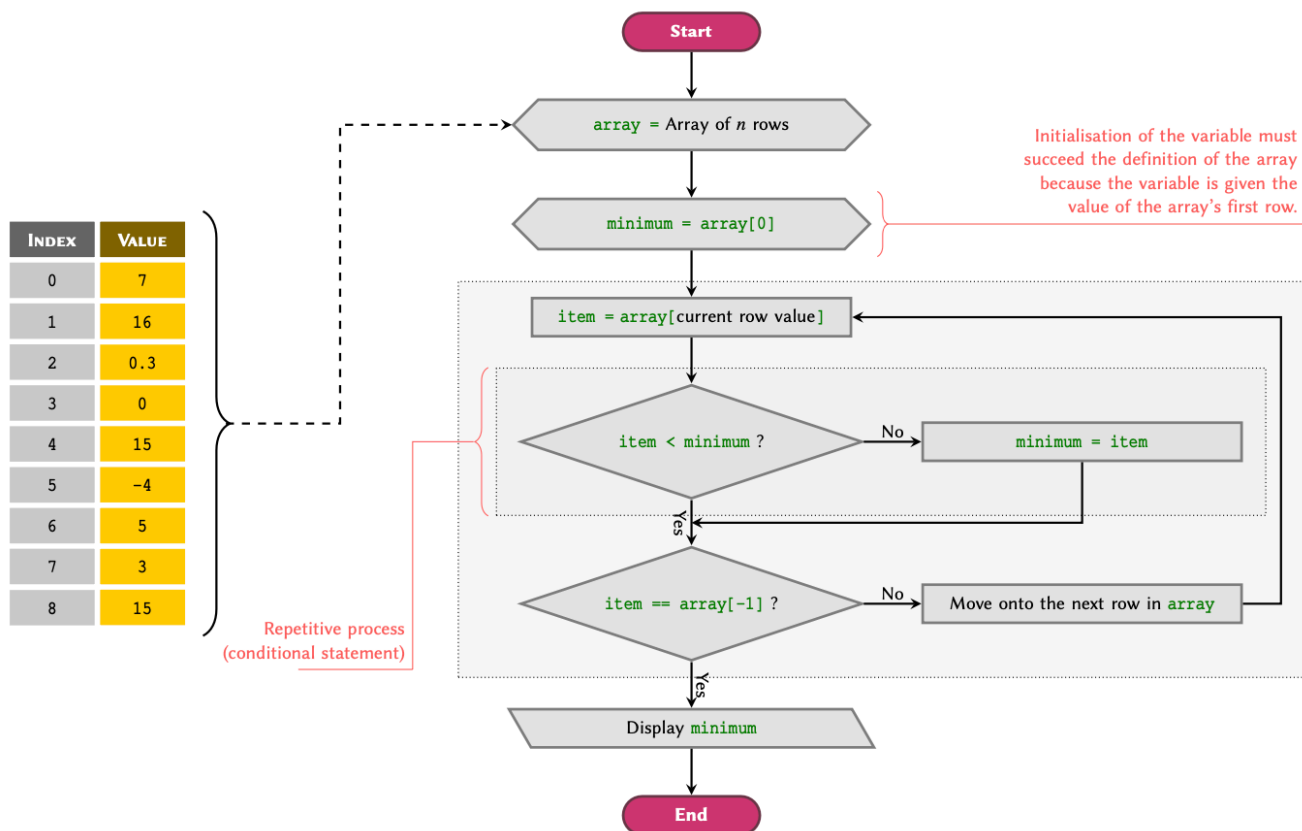 Start
array = Array of n rows
Initialisation of the variable must
succeed the definition of the array
because the variable is given the
value of the array's first row.
minimum = array[0]
INDEX VALUE
0 7
1 16
2 0.3
3 0
4 15
5 -4
6 5
7 3
8 15
item = array[current row value]
item < minimum ?
No
minimum = item
Yes
item == array[-1] ?
No
Move onto the next row in array
Repetitive process
(conditional statement)
Yes
Display minimum
End